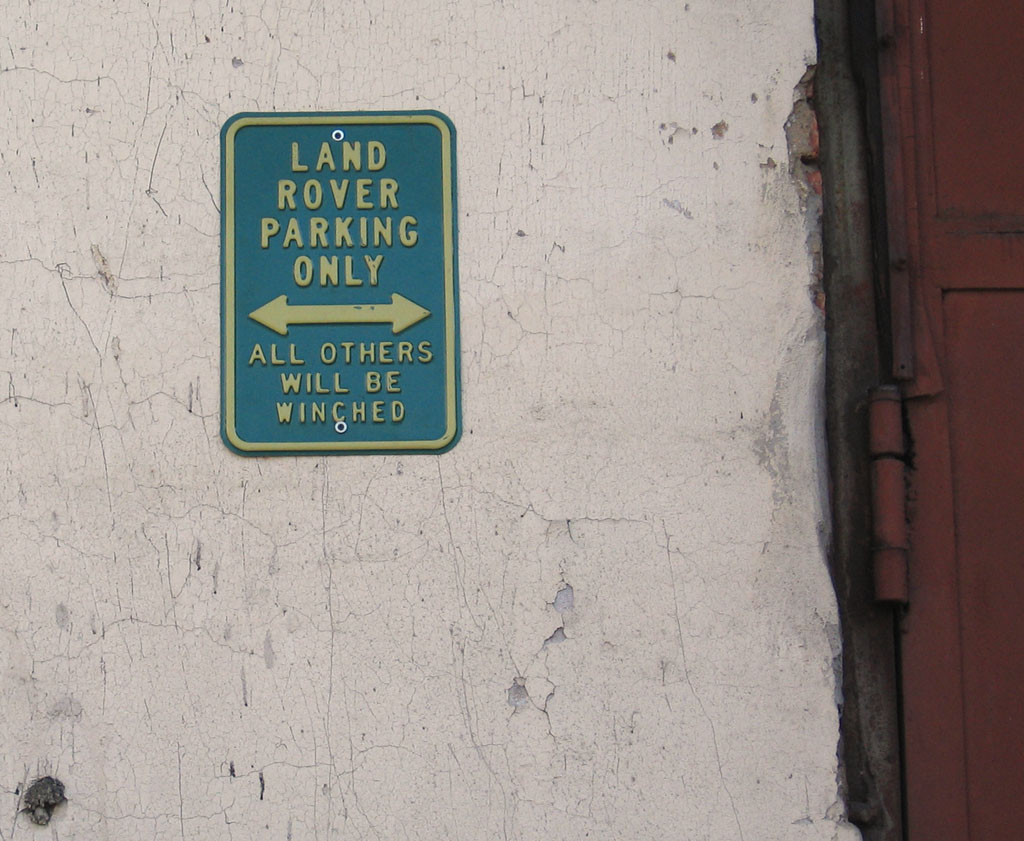 LAND
ROVER
PARKING
ONLY
ALL OTHERS
WILL BE
WINCHED